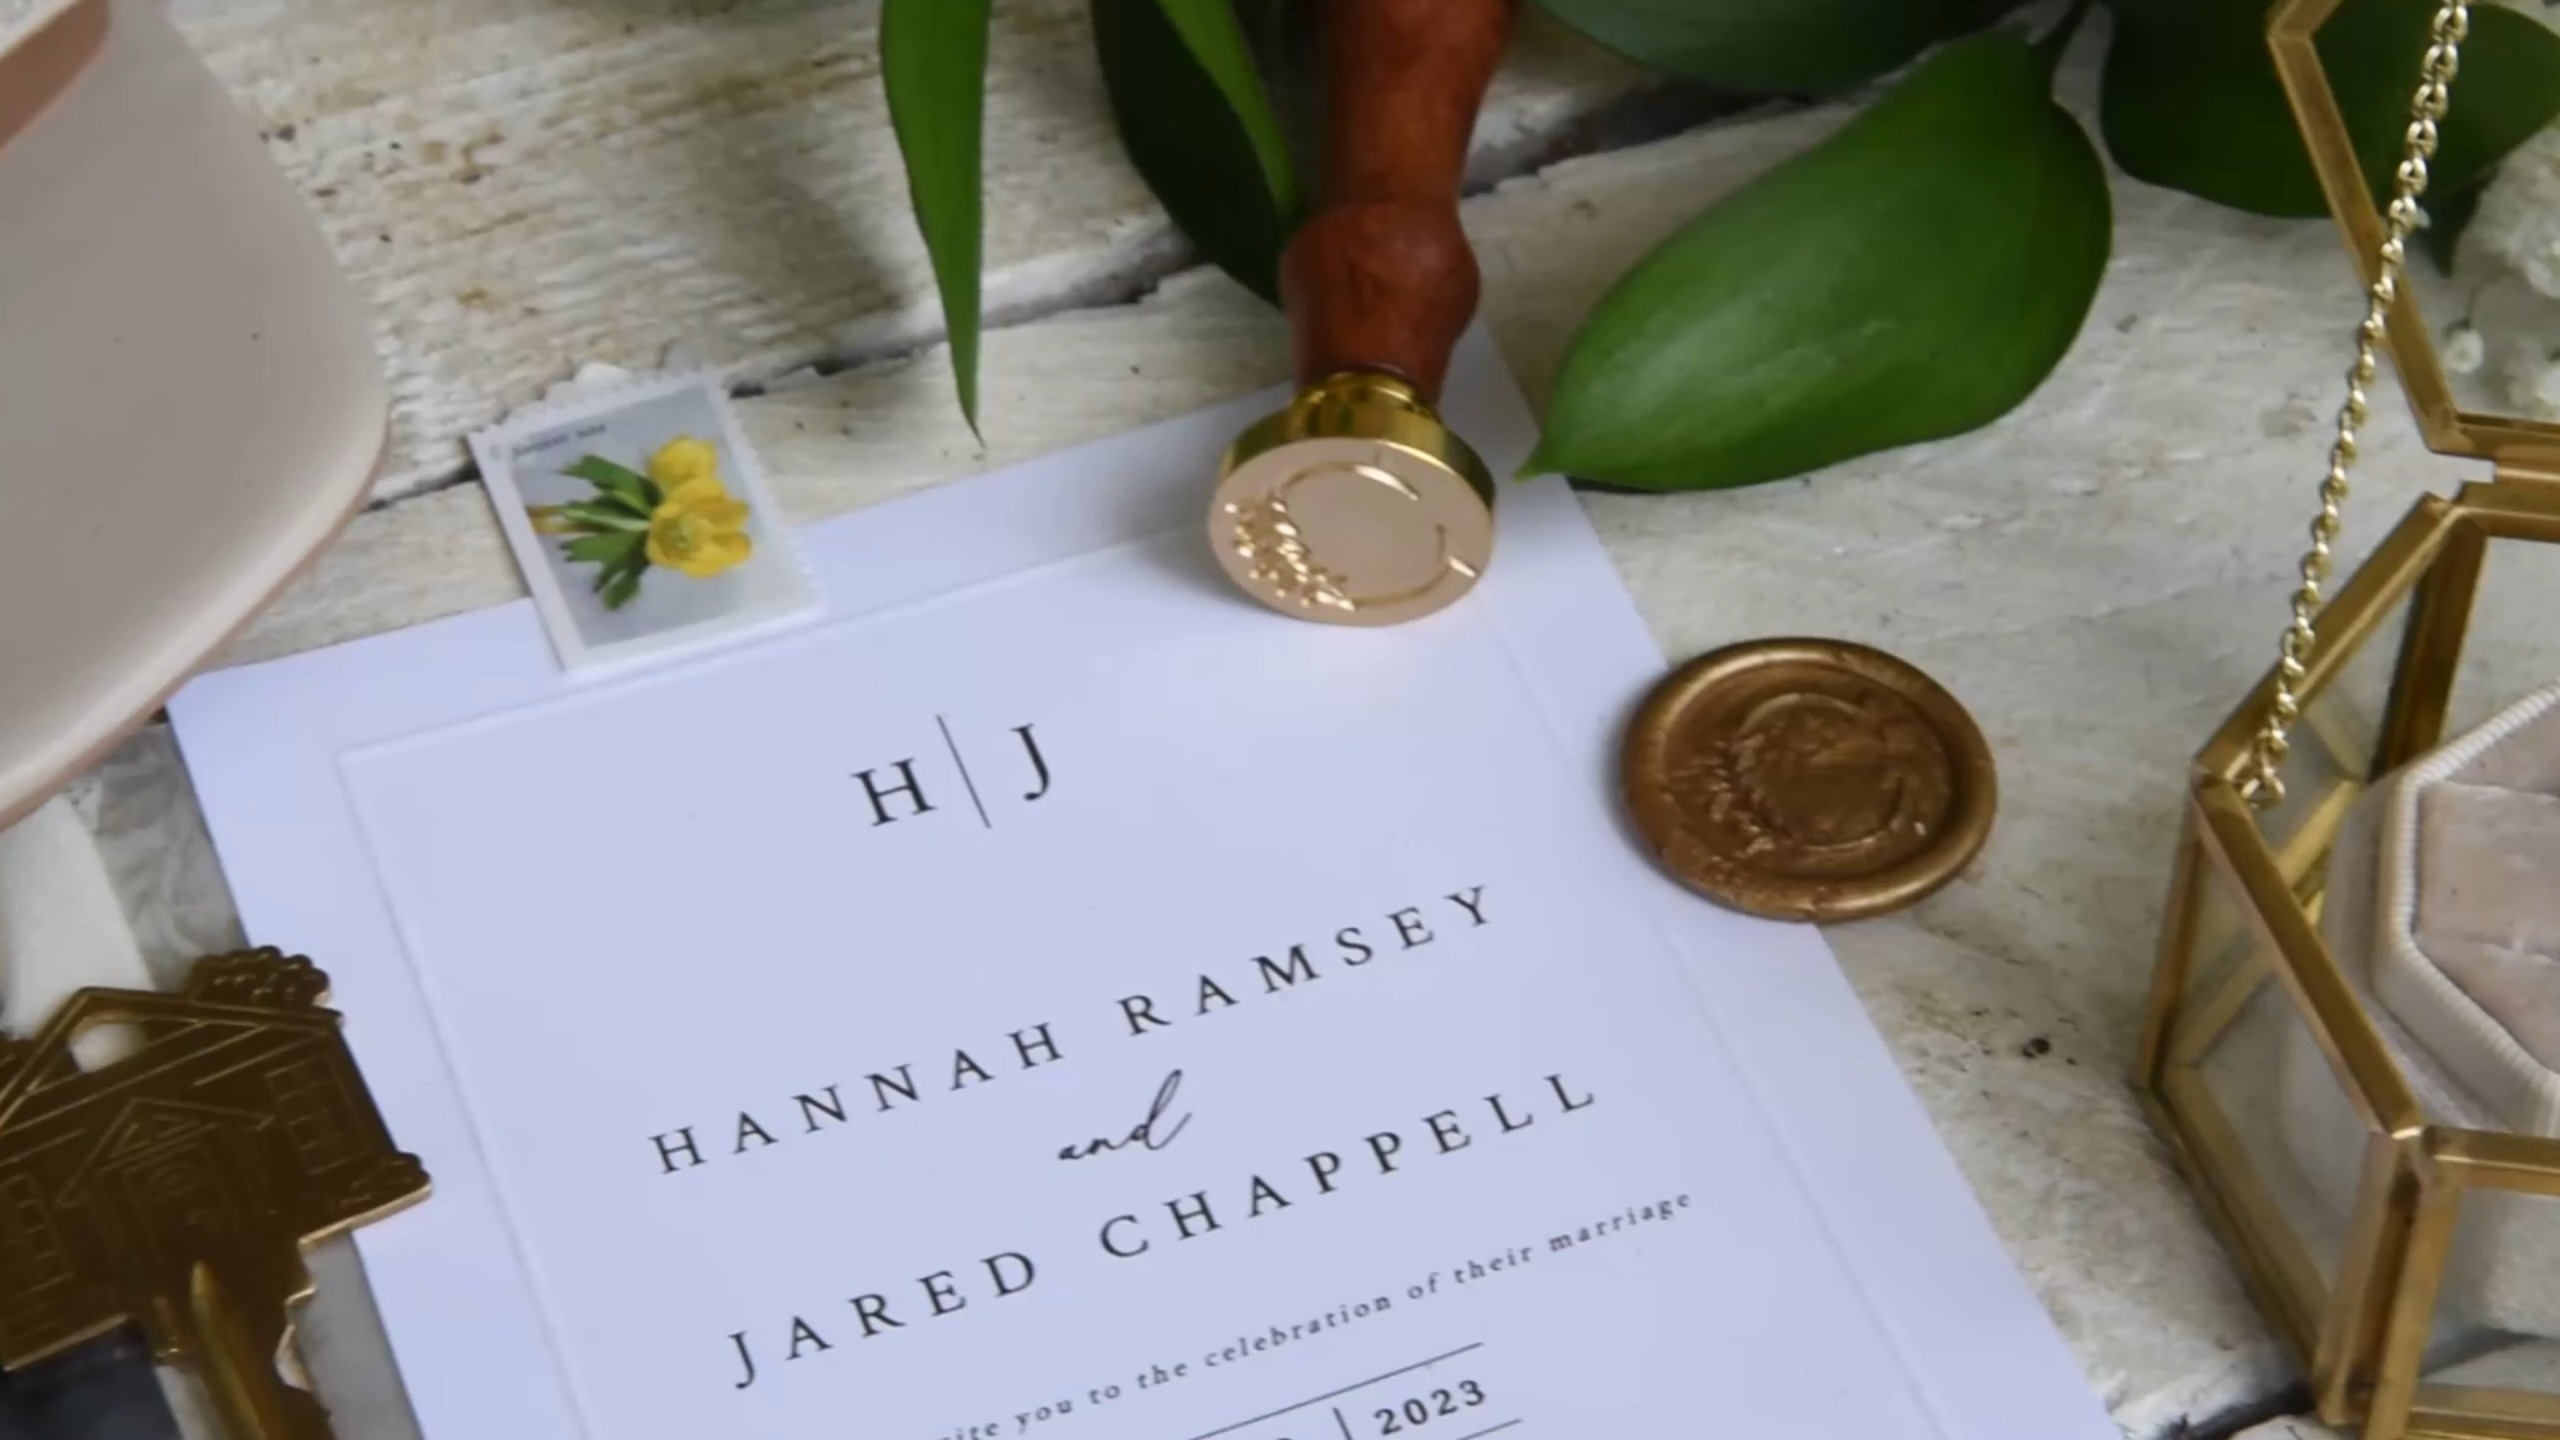 H | J
HANNAH RAMSEY
and
JARED CHAPPELL
you to the celebration of their marriage
2023